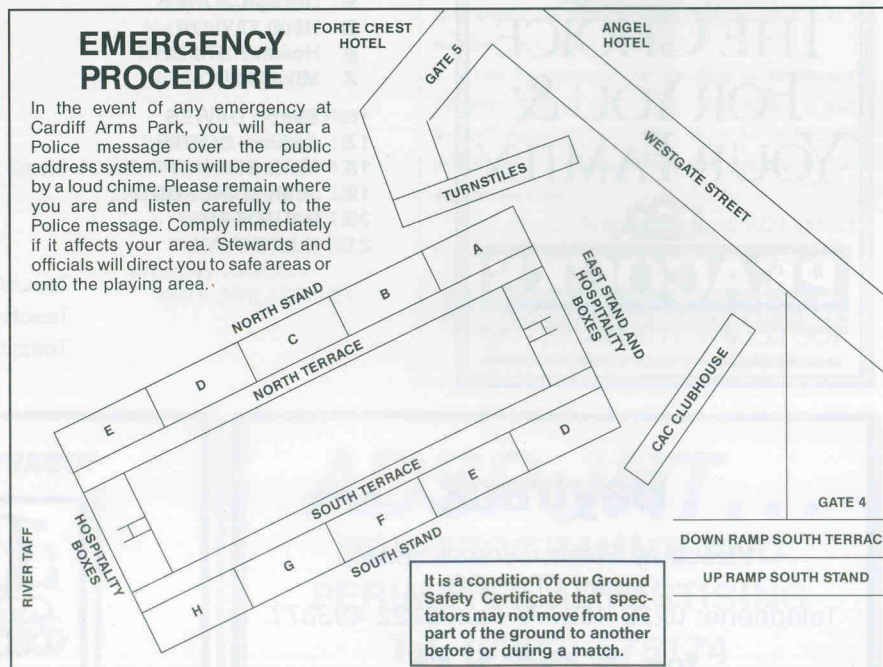 EMERGENCY
PROCEDURE
In the event of any emergency at
Cardiff Arms Park, you will hear a
Police message over the public
address system. This will be preceded
by a loud chime. Please remain where
you are and listen carefully to the
Police message. Comply immediately
if it affects your area. Stewards and
officials will direct you to safe areas or
onto the playing area.
FORTE CREST
HOTEL
GATE 5
ANGEL
HOTEL
WESTGATE STREET
TURNSTILES
NORTH STAND
A
B
C
D
E
NORTH TERRACE
EAST STAND AND
HOSPITALITY
BOXES
CAC CLUBHOUSE
SOUTH TERRACE
D
E
F
G
H
SOUTH STAND
HOSPITALITY
BOXES
RIVER TAFF
GATE 4
DOWN RAMP SOUTH TERRAC
UP RAMP SOUTH STAND
It is a condition of our Ground
Safety Certificate that spec-
tators may not move from one
part of the ground to another
before or during a match.